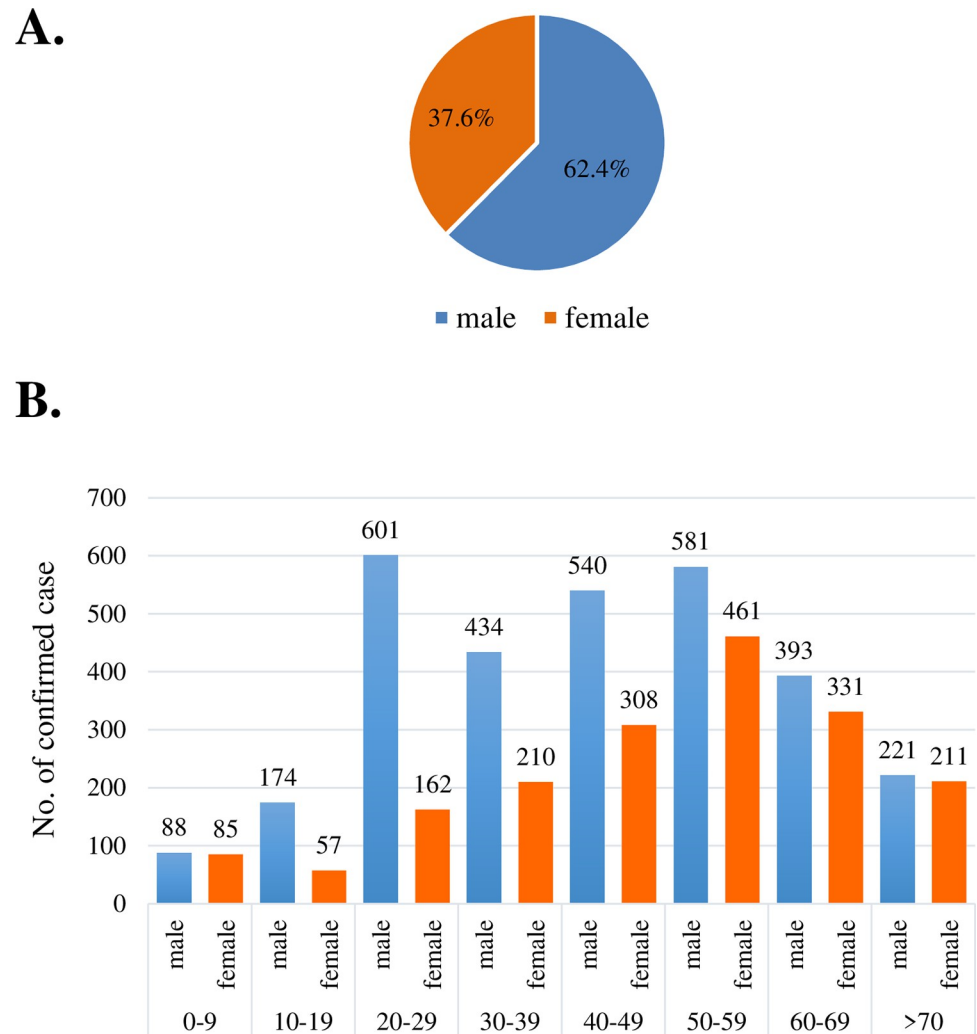 A.
37.6%
62.4%
male female
B.
No. of confirmed case
700
600
500
400
300
200
100
0
88 85 174 57 601 162 434 210 540 308 581 461 393 331 221 211
male female male female male female male female male female male female male female male female
0-9 10-19 20-29 30-39 40-49 50-59 60-69 >70